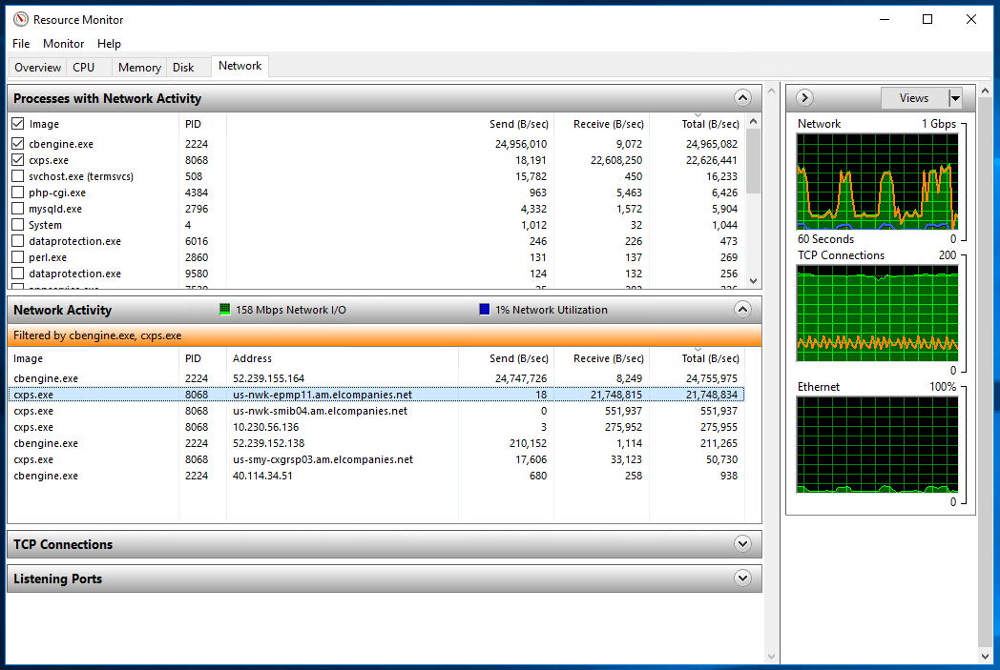 Resource Monitor
File Monitor Help
Overview CPU Memory Disk Network
Processes with Network Activity
Image PID Send (B/sec) Receive (B/sec) Total (B/sec)
cbengine.exe 2224 24,956,010 9,072 24,965,082
cxps.exe 8068 18,191 22,608,250 22,626,441
svchost.exe (termsvcs) 508 15,782 450 16,233
php-cgi.exe 4384 963 5,463 6,426
mysqld.exe 2796 4,332 1,572 5,904
System 4 1,012 32 1,044
dataprotection.exe 6016 246 226 473
perl.exe 2860 131 137 269
dataprotection.exe 9580 124 132 256
Network Activity 158 Mbps Network I/O 1% Network Utilization
Filtered by cbengine.exe, cxps.exe
Image PID Address Send (B/sec) Receive (B/sec) Total (B/sec)
cbengine.exe 2224 52.239.155.164 24,747,726 8,249 24,755,975
cxps.exe 8068 us-nwk-epmp11.am.elcompanies.net 18 21,748,815 21,748,834
cxps.exe 8068 us-nwk-smib04.am.elcompanies.net 0 551,937 551,937
cxps.exe 8068 10.230.56.136 3 275,952 275,955
cbengine.exe 2224 52.239.152.138 210,152 1,114 211,265
cxps.exe 8068 us-smy-cxgrsp03.am.elcompanies.net 17,606 33,123 50,730
cbengine.exe 2224 40.114.34.51 680 258 938
TCP Connections
Listening Ports
Views
Network 1 Gbps
60 Seconds 0
TCP Connections 200
0
Ethernet 100%
0